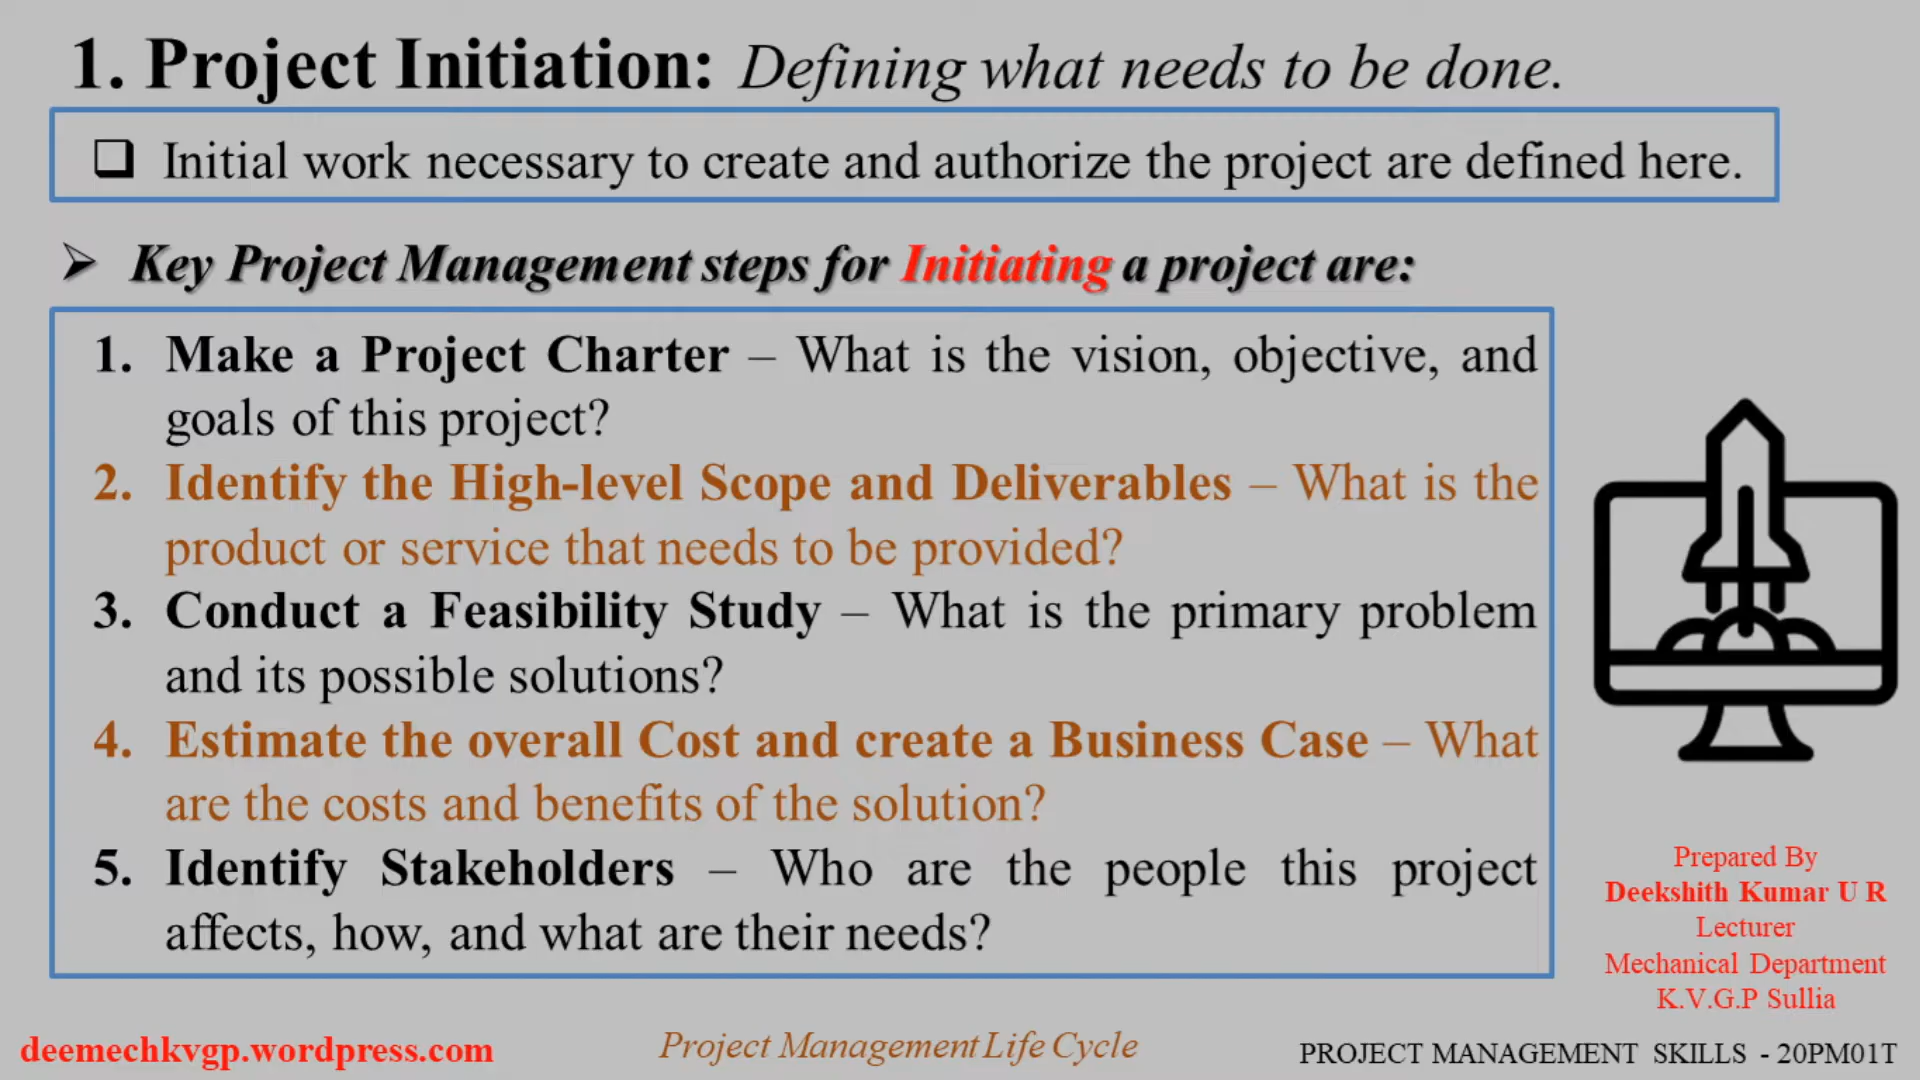 1. Project Initiation: Defining what needs to be done.
❑ Initial work necessary to create and authorize the project are defined here.
➢ Key Project Management steps for Initiating a project are:
1. Make a Project Charter – What is the vision, objective, and
goals of this project?
2. Identify the High-level Scope and Deliverables – What is the
product or service that needs to be provided?
3. Conduct a Feasibility Study – What is the primary problem
and its possible solutions?
4. Estimate the overall Cost and create a Business Case – What
are the costs and benefits of the solution?
5. Identify Stakeholders – Who are the people this project
affects, how, and what are their needs?
Prepared By
Deekshith Kumar U R
Lecturer
Mechanical Department
K.V.G.P Sullia
deemechkvgp.wordpress.com
Project Management Life Cycle
PROJECT MANAGEMENT SKILLS - 20PM01T